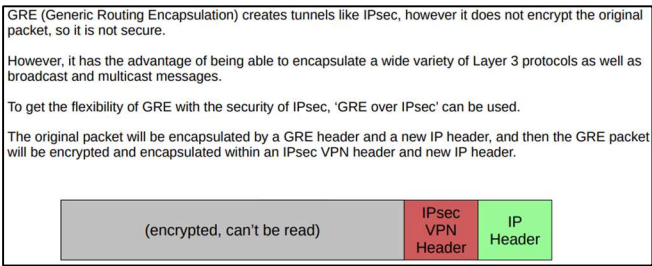 GRE (Generic Routing Encapsulation) creates tunnels like IPsec, however it does not encrypt the original
packet, so it is not secure.
However, it has the advantage of being able to encapsulate a wide variety of Layer 3 protocols as well as
broadcast and multicast messages.
To get the flexibility of GRE with the security of IPsec, ‘GRE over IPsec’ can be used.
The original packet will be encapsulated by a GRE header and a new IP header, and then the GRE packet
will be encrypted and encapsulated within an IPsec VPN header and new IP header.
(encrypted, can’t be read)
IPsec
VPN
Header
IP
Header